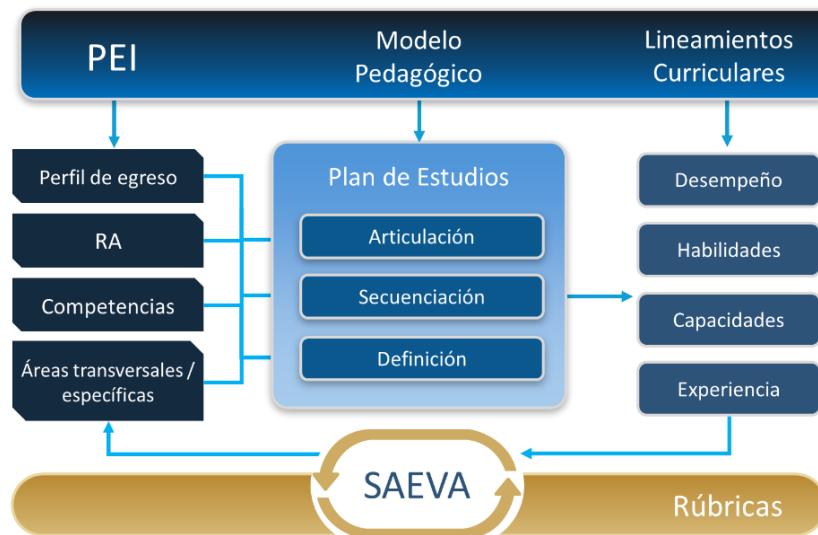 PEI
Modelo
Pedagógico
Lineamientos
Curriculares
Perfil de egreso
RA
Competencias
Áreas transversales /
específicas
Plan de Estudios
Articulación
Secuenciación
Definición
Desempeño
Habilidades
Capacidades
Experiencia
SAEVA
Rúbricas